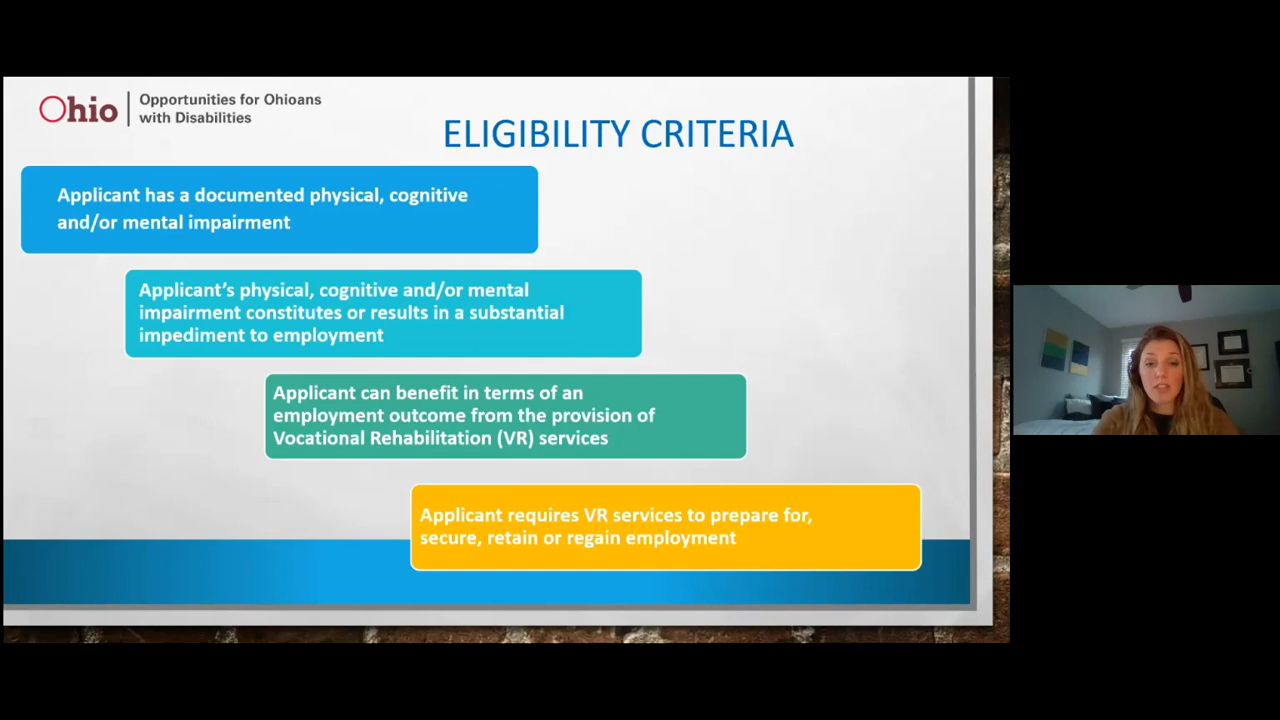 Ohio
Opportunities for Ohioans
with Disabilities
ELIGIBILITY CRITERIA
Applicant has a documented physical, cognitive
and/or mental impairment
Applicant's physical, cognitive and/or mental
impairment constitutes or results in a substantial
impediment to employment
Applicant can benefit in terms of an
employment outcome from the provision of
Vocational Rehabilitation (VR) services
Applicant requires VR services to prepare for,
secure, retain or regain employment